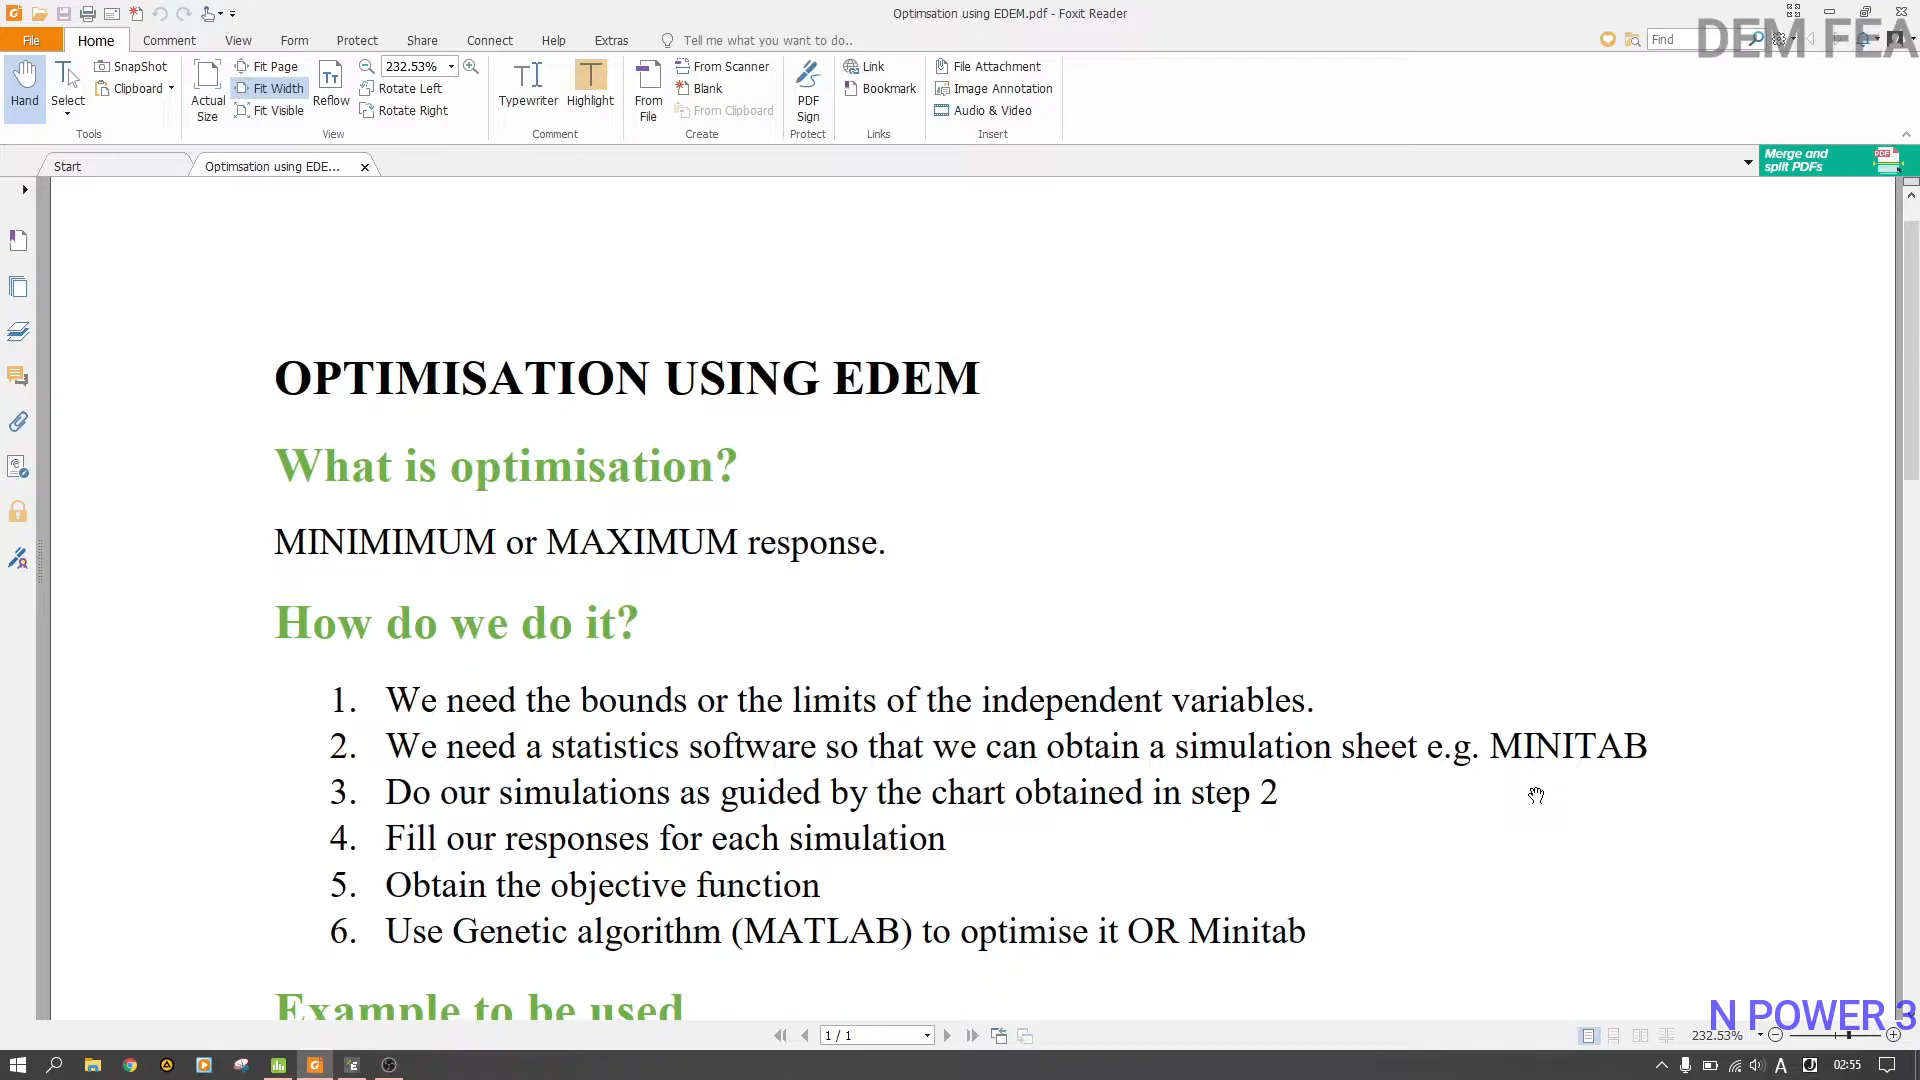 Optimsation using EDEM.pdf - Foxit Reader
File Home Comment View Form Protect Share Connect Help Extras Tell me what you want to do.. Find
DEM FEA
Hand
Select
SnapShot
Clipboard
Tools
Actual Size
Fit Page
Fit Width
Fit Visible
Reflow
232.53%
Rotate Left
Rotate Right
View
Typewriter
Highlight
Comment
From File
From Scanner
Blank
From Clipboard
Create
PDF Sign
Protect
Link
Bookmark
Links
File Attachment
Image Annotation
Audio & Video
Insert
Start
Optimsation using EDE...
Merge and
split PDFs
OPTIMISATION USING EDEM
What is optimisation?
MINIMIMUM or MAXIMUM response.
How do we do it?
1. We need the bounds or the limits of the independent variables.
2. We need a statistics software so that we can obtain a simulation sheet e.g. MINITAB
3. Do our simulations as guided by the chart obtained in step 2
4. Fill our responses for each simulation
5. Obtain the objective function
6. Use Genetic algorithm (MATLAB) to optimise it OR Minitab
Example to be used
N POWER 3
1 / 1
232.53%
02:55